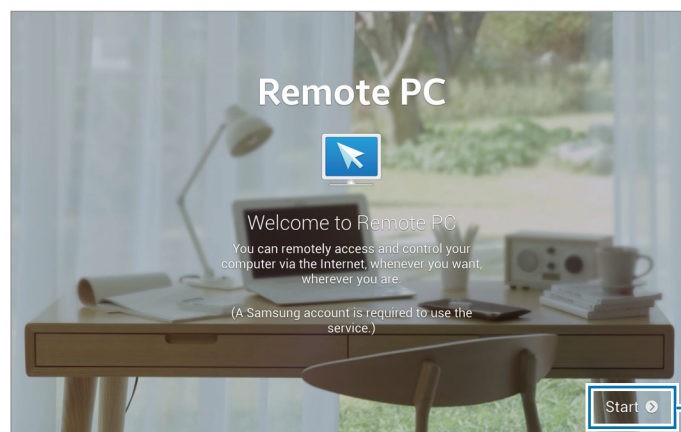 Remote PC
Welcome to Remote PC
You can remotely access and control your
computer via the Internet, whenever you want,
wherever you are.
(A Samsung account is required to use the
service.)
Start